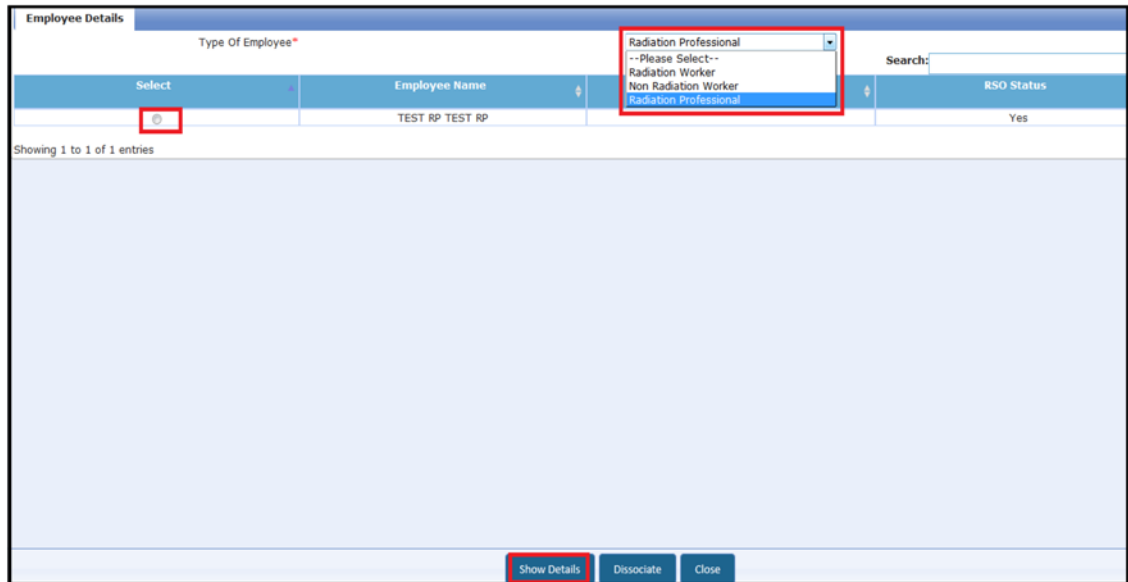 Employee Details
Type Of Employee*
Radiation Professional
--Please Select--
Radiation Worker
Non Radiation Worker
Radiation Professional
Search:
Select
Employee Name
RSO Status
TEST RP TEST RP
Yes
Showing 1 to 1 of 1 entries
Show Details
Dissociate
Close